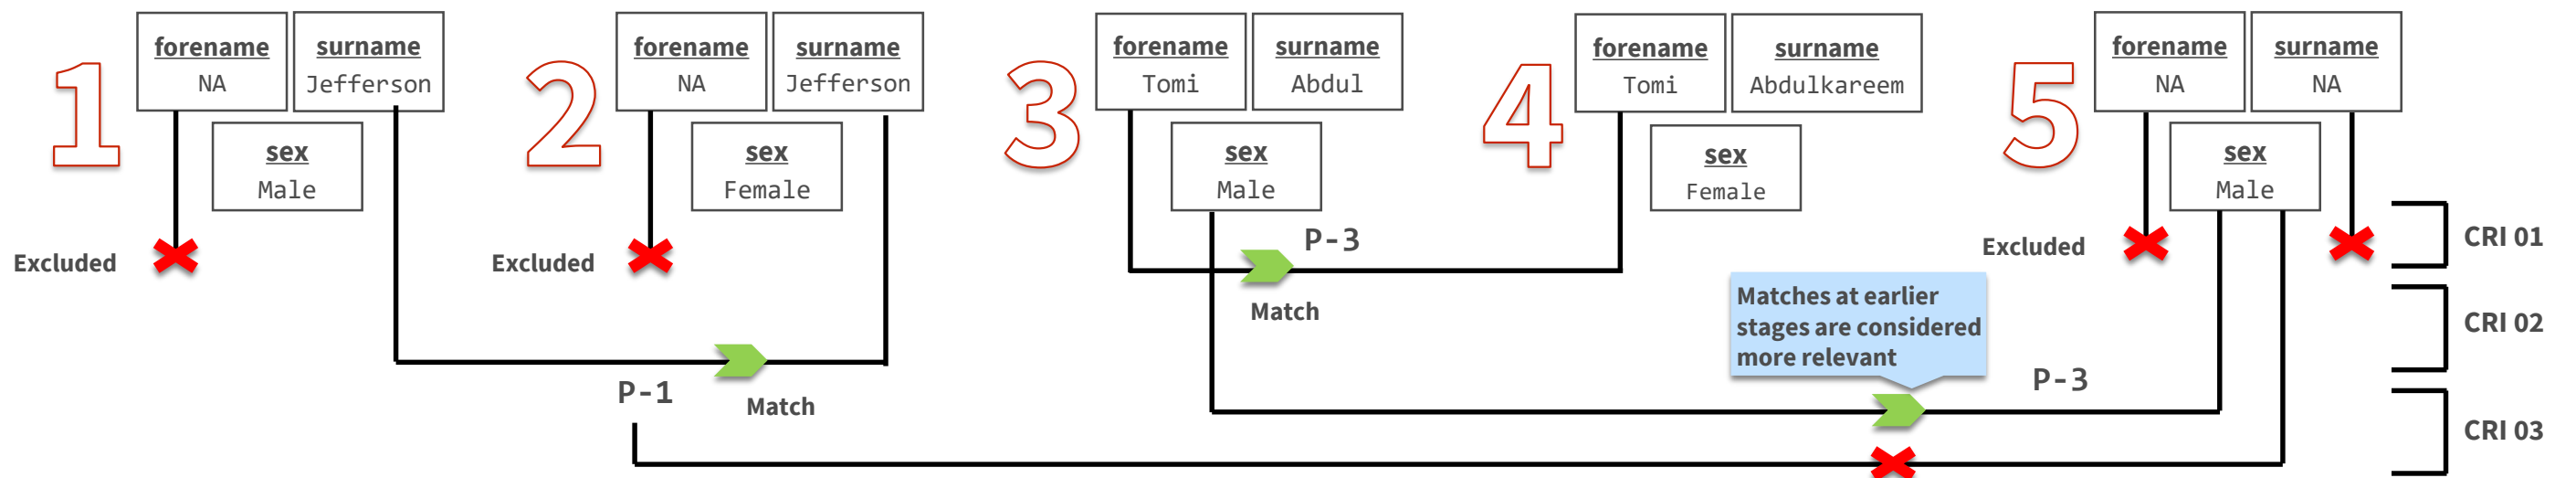 1
forename
NA
surname
Jefferson
sex
Male
Excluded
2
forename
NA
surname
Jefferson
sex
Female
Excluded
P-1
Match
3
forename
Tomi
surname
Abdul
sex
Male
P-3
Match
4
forename
Tomi
surname
Abdulkareem
sex
Female
Matches at earlier
stages are considered
more relevant
P-3
5
forename
NA
surname
NA
sex
Male
Excluded
CRI 01
CRI 02
CRI 03